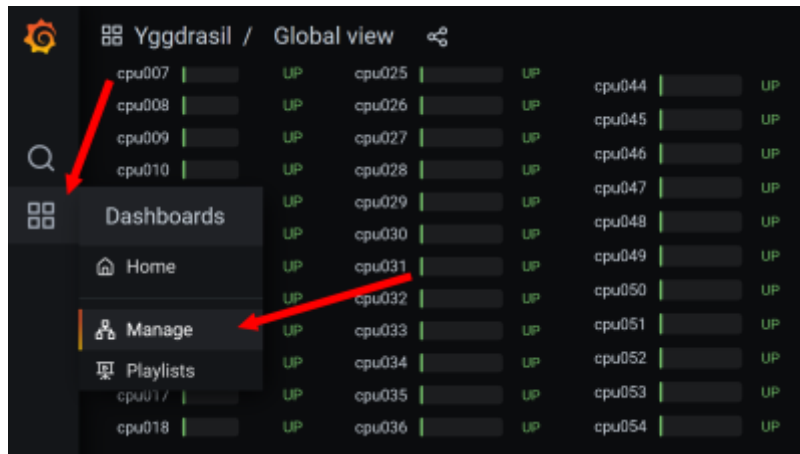 Yggdrasil / Global view
cpu007 UP cpu025 UP
cpu044 UP
cpu008 UP cpu026 UP
cpu045 UP
cpu009 UP cpu027 UP
cpu046 UP
cpu010 UP cpu028 UP
cpu047 UP
Dashboards UP cpu029 UP
cpu048 UP
UP cpu030 UP
cpu049 UP
Home UP cpu031 UP
cpu050 UP
UP cpu032 UP
cpu051 UP
Manage UP cpu033 UP
cpu052 UP
Playlists UP cpu034 UP
cpu053 UP
cpu017 UP cpu035 UP
cpu018 UP cpu036 UP
cpu054 UP